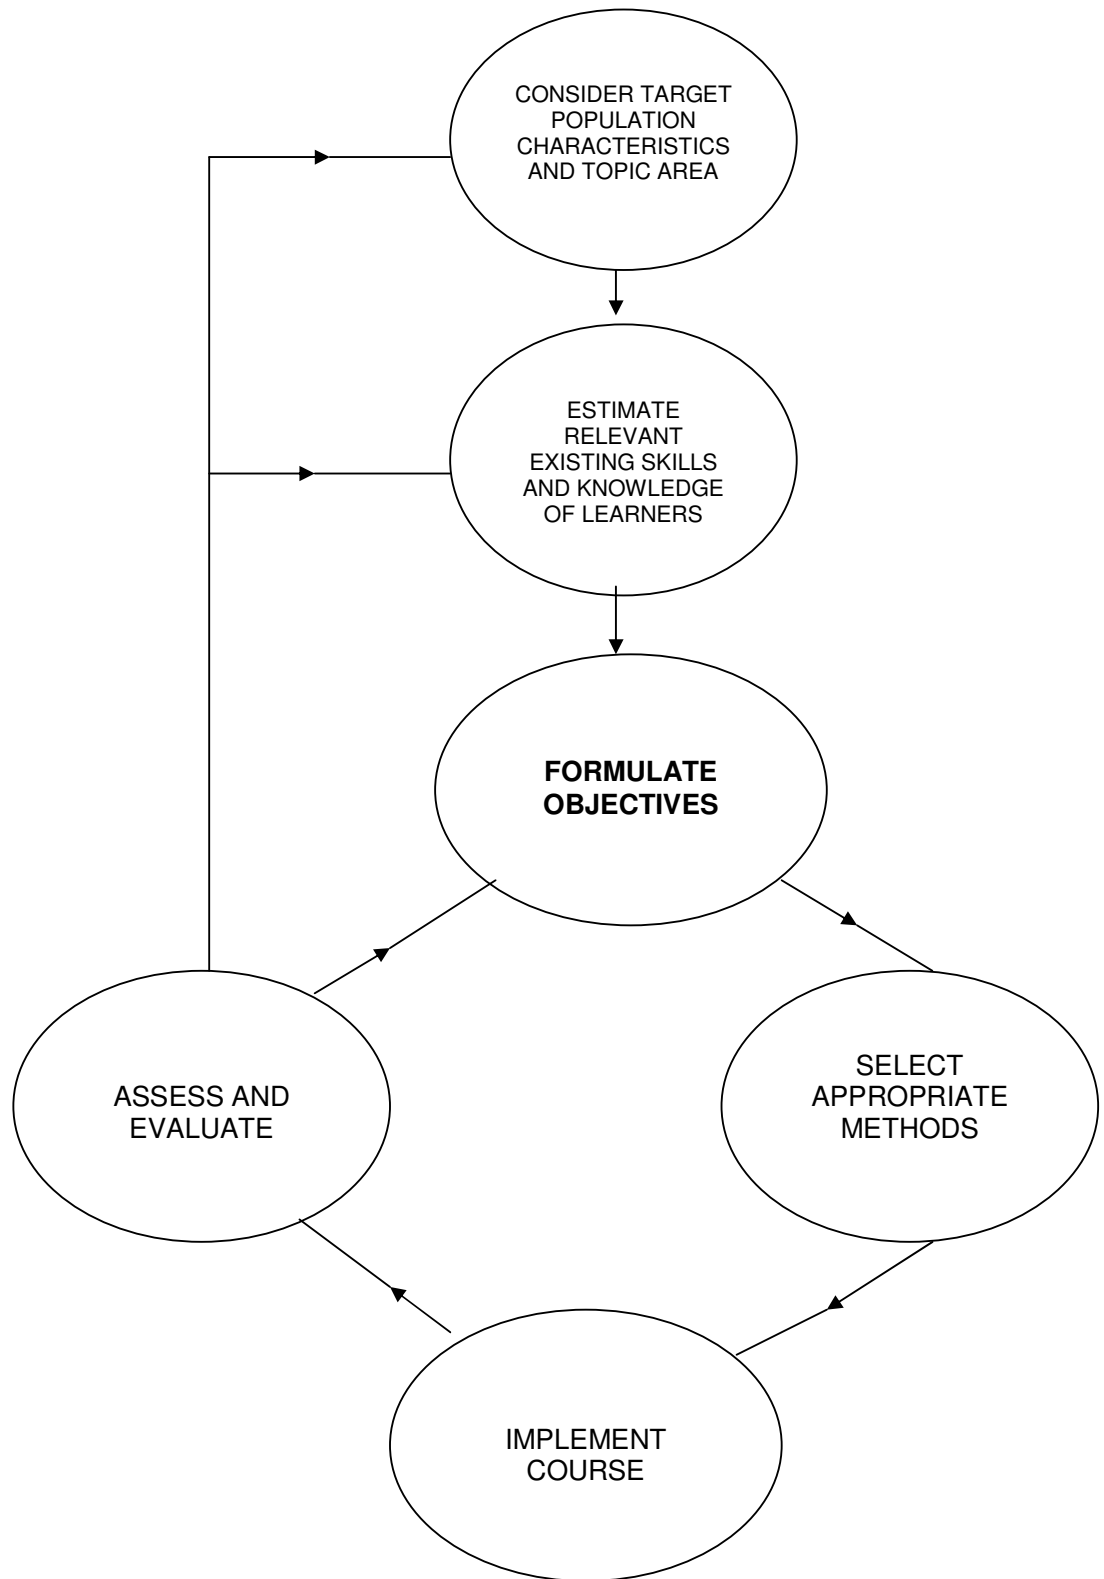 CONSIDER TARGET
POPULATION
CHARACTERISTICS
AND TOPIC AREA
ESTIMATE
RELEVANT
EXISTING SKILLS
AND KNOWLEDGE
OF LEARNERS
FORMULATE
OBJECTIVES
ASSESS AND
EVALUATE
SELECT
APPROPRIATE
METHODS
IMPLEMENT
COURSE